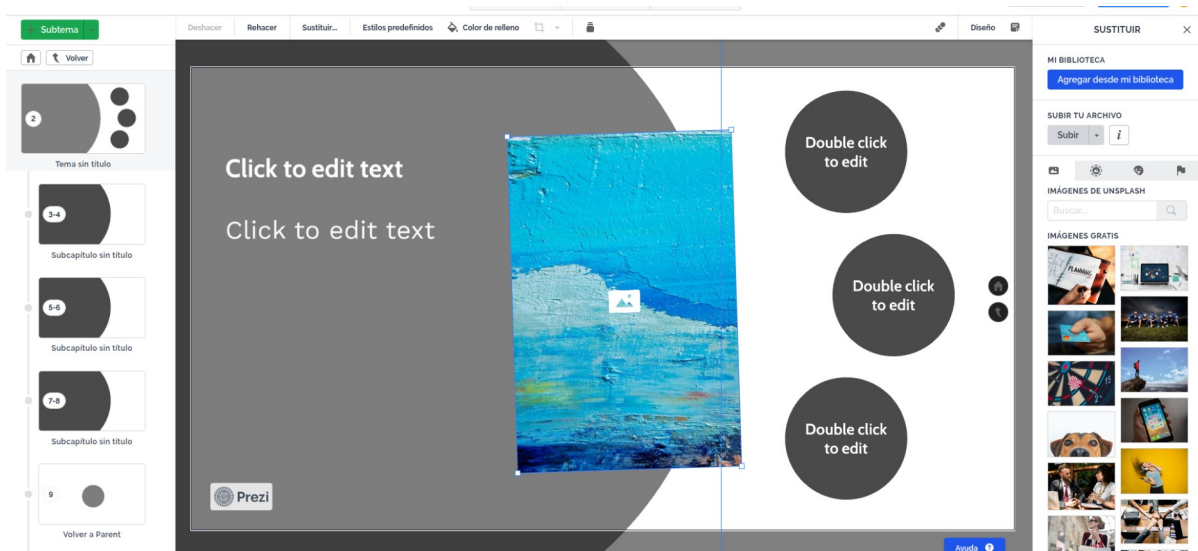 + Subtema
Deshacer
Rehacer
Sustituir...
Estilos predefinidos
Color de relleno
Diseño
SUSTITUIR
Volver
2
Tema sin título
3-4
Subcapítulo sin título
5-6
Subcapítulo sin título
7-8
Subcapítulo sin título
9
Volver a Parent
Click to edit text
Click to edit text
Prezi
Double click
to edit
Double click
to edit
Double click
to edit
Ayuda ?
MI BIBLIOTECA
Agregar desde mi biblioteca
SUBIR TU ARCHIVO
Subir
i
IMÁGENES DE UNSPLASH
Buscar...
IMÁGENES GRATIS
PLANNING